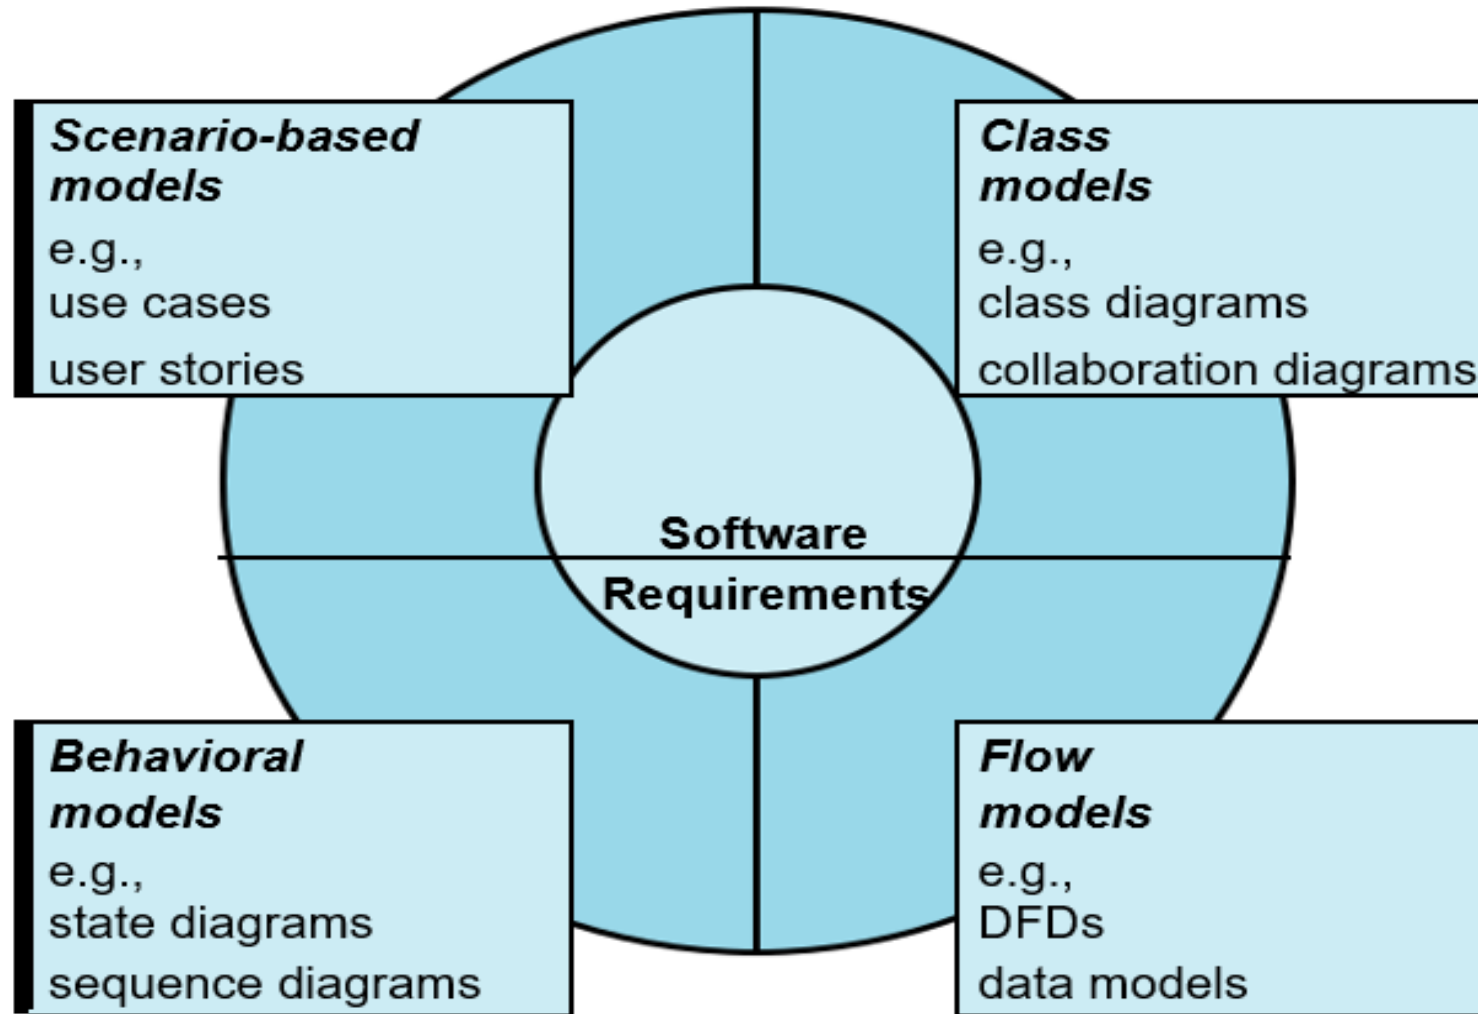 Scenario-based
models
e.g.,
use cases
user stories
Class
models
e.g.,
class diagrams
collaboration diagrams
Software
Requirements
Behavioral
models
e.g.,
state diagrams
sequence diagrams
Flow
models
e.g.,
DFDs
data models